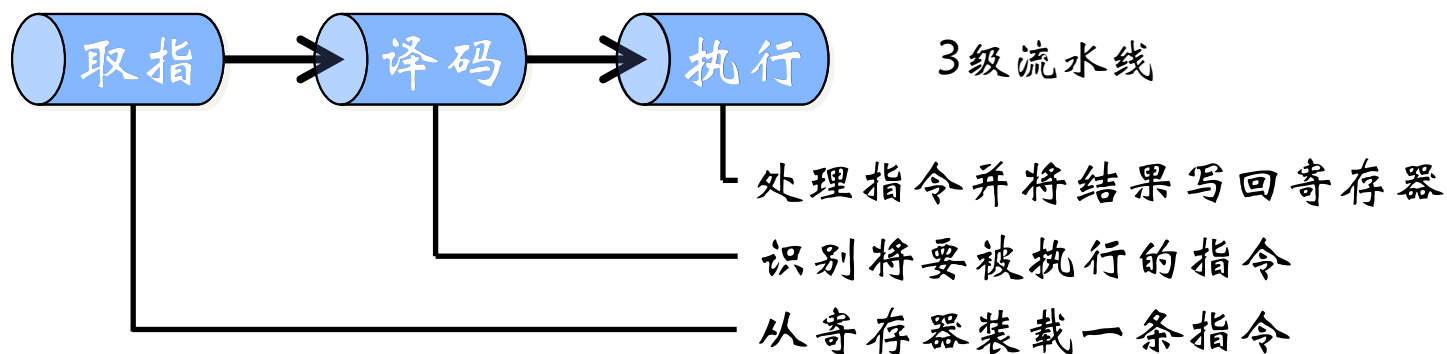 取指 译码 执行 3级流水线
处理指令并将结果写回寄存器
识别将要被执行的指令
从寄存器装载一条指令